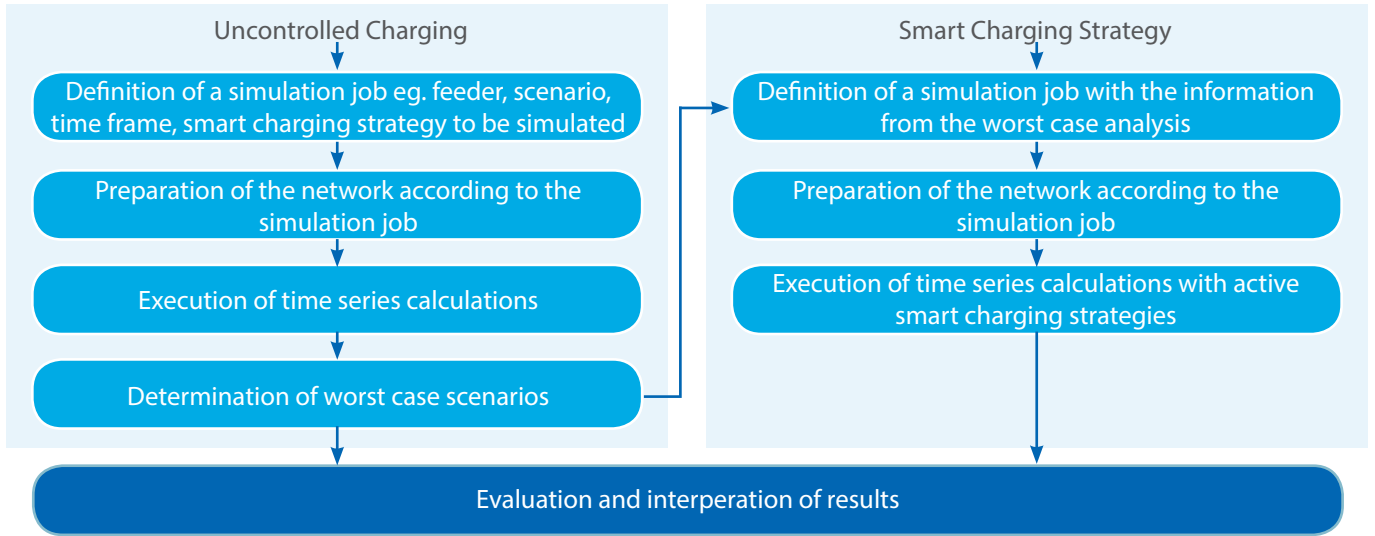 Uncontrolled Charging
Definition of a simulation job eg. feeder, scenario,
time frame, smart charging strategy to be simulated
Preparation of the network according to the
simulation job
Execution of time series calculations
Determination of worst case scenarios
Smart Charging Strategy
Definition of a simulation job with the information
from the worst case analysis
Preparation of the network according to the
simulation job
Execution of time series calculations with active
smart charging strategies
Evaluation and interperation of results